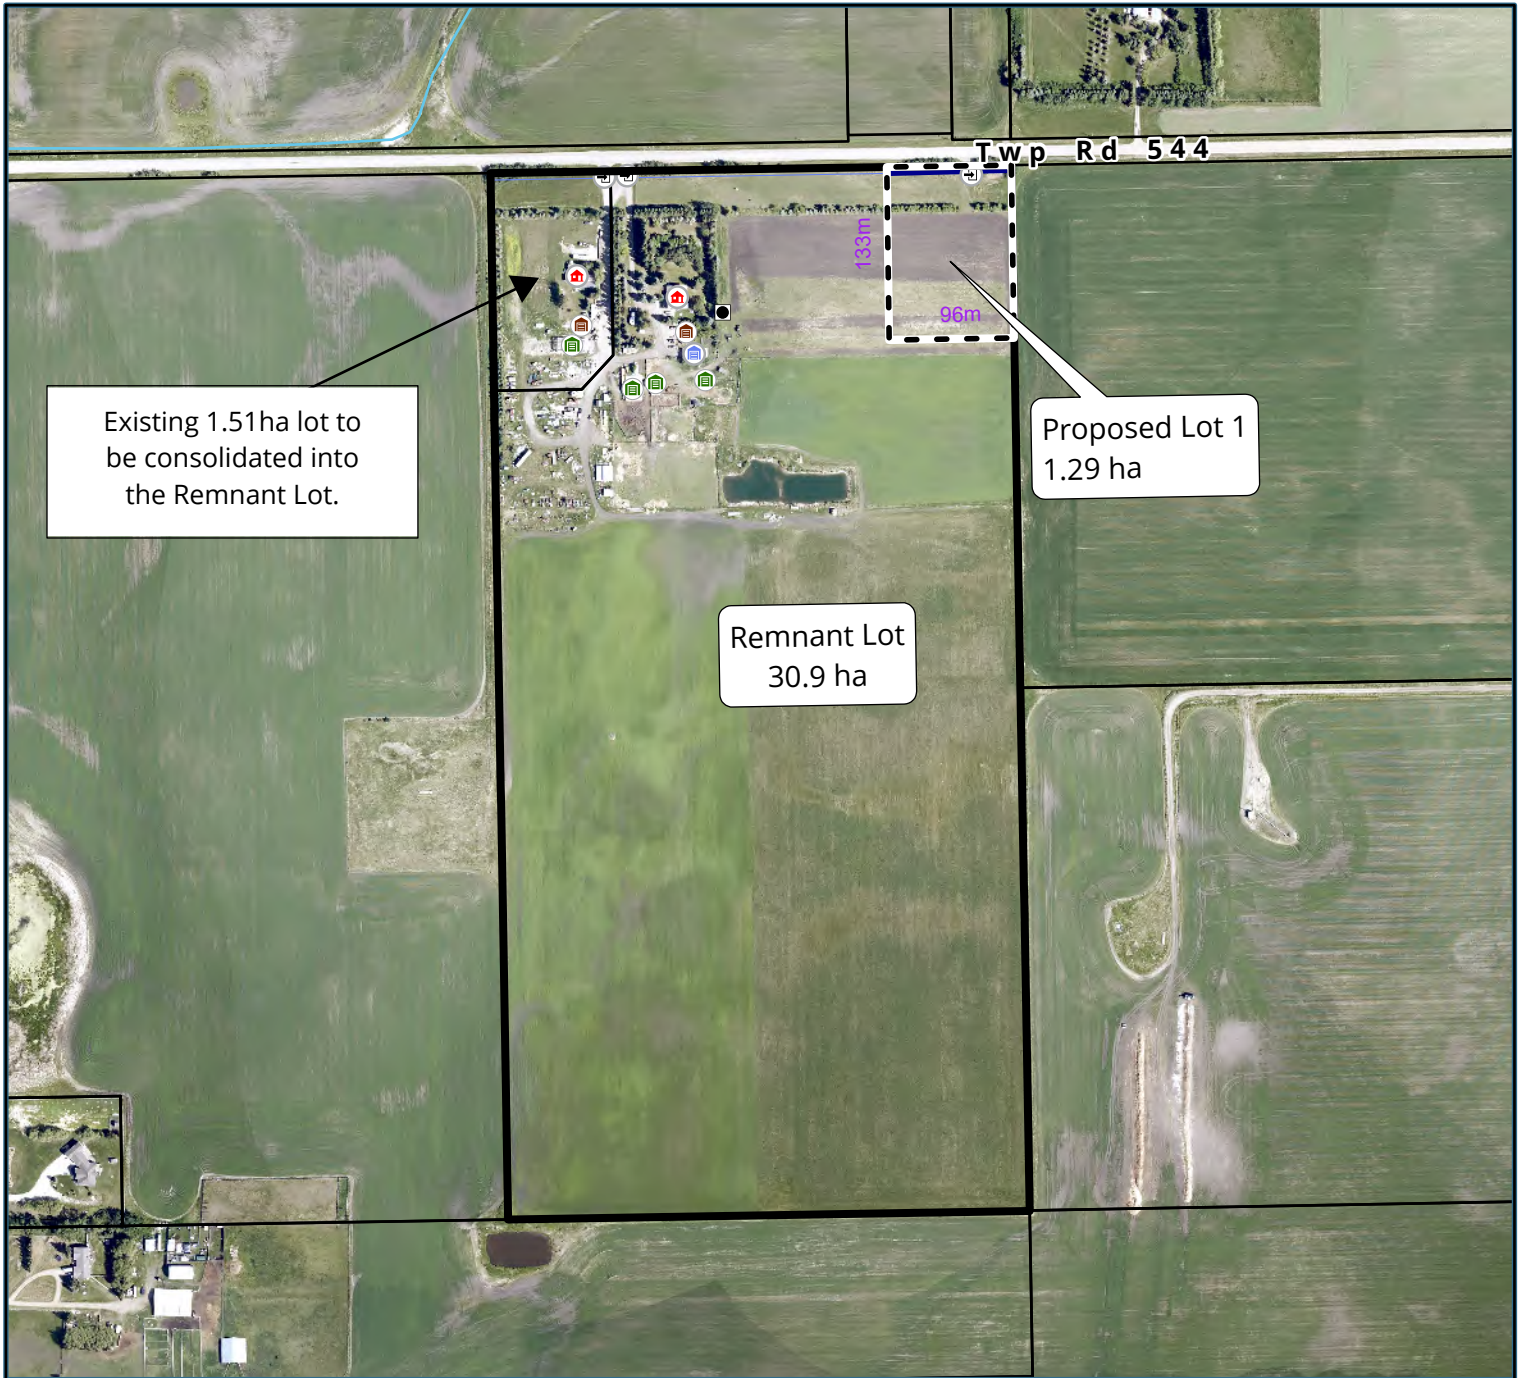 Twp Rd 544
133m
96m
Existing 1.51ha lot to
be consolidated into
the Remnant Lot.
Proposed Lot 1
1.29 ha
Remnant Lot
30.9 ha